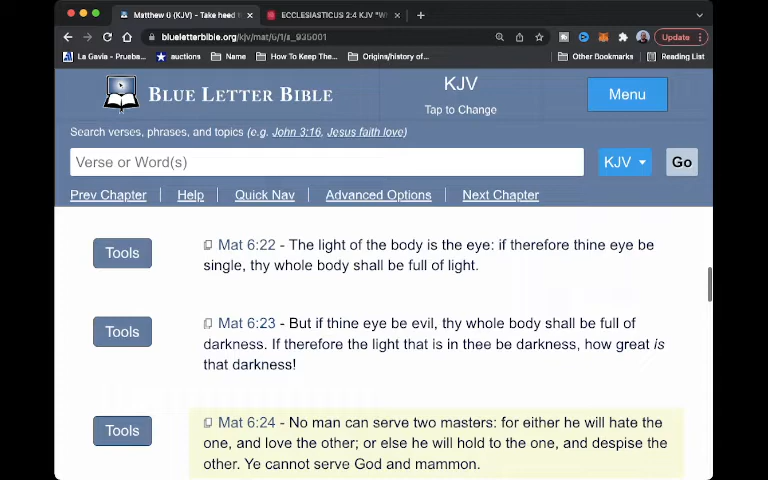 Matthew 6 (KJV) - Take heed t
ECCLESIASTICUS 2:4 KJV "W
blueletterbible.org/kjv/mat/6/1/s_935001
Update
La Gavia - Prueba...
auctions
Name
How To Keep The...
Origins/history of...
Other Bookmarks
Reading List
BLUE LETTER BIBLE
KJV
Tap to Change
Menu
Search verses, phrases, and topics (e.g. John 3:16, Jesus faith love)
Verse or Word(s)
KJV
Go
Prev Chapter
Help
Quick Nav
Advanced Options
Next Chapter
Tools
Mat 6:22 - The light of the body is the eye: if therefore thine eye be
single, thy whole body shall be full of light.
Tools
Mat 6:23 - But if thine eye be evil, thy whole body shall be full of
darkness. If therefore the light that is in thee be darkness, how great is
that darkness!
Tools
Mat 6:24 - No man can serve two masters: for either he will hate the
one, and love the other; or else he will hold to the one, and despise the
other. Ye cannot serve God and mammon.